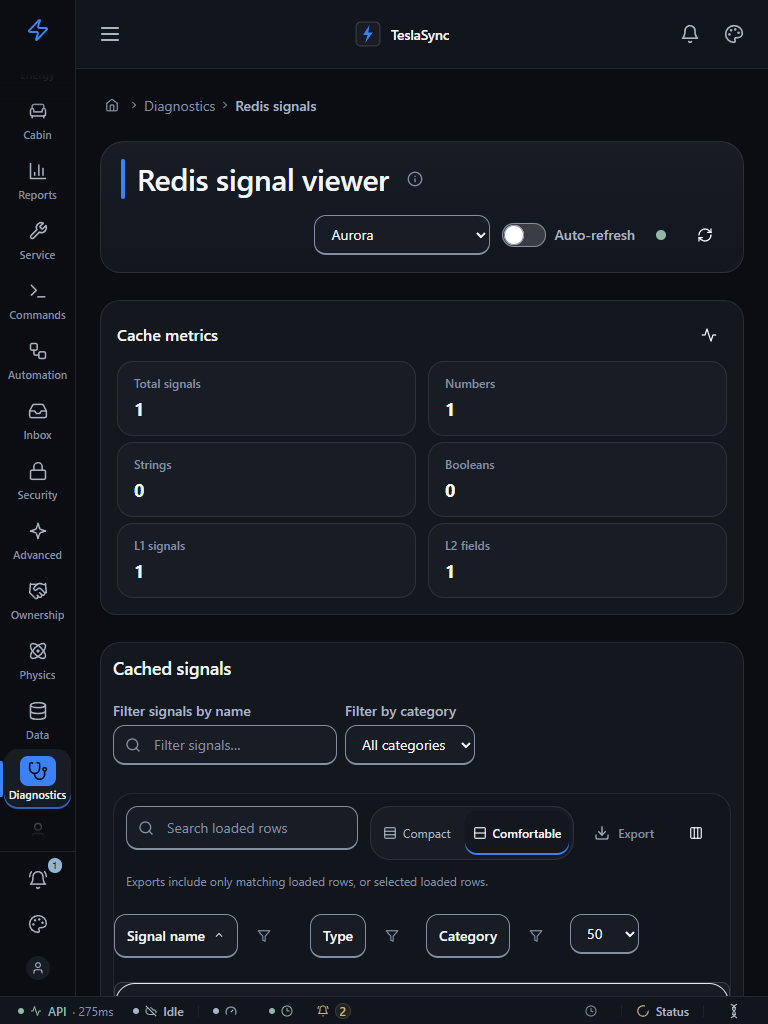 TeslaSync
Energy
Cabin
Reports
Service
Commands
Automation
Inbox
Security
Advanced
Ownership
Physics
Data
Diagnostics
1
Diagnostics > Redis signals
Redis signal viewer
Aurora
Auto-refresh
Cache metrics
Total signals
1
Numbers
1
Strings
0
Booleans
0
L1 signals
1
L2 fields
1
Cached signals
Filter signals by name
Filter by category
Filter signals...
All categories
Search loaded rows
Compact
Comfortable
Export
Exports include only matching loaded rows, or selected loaded rows.
Signal name
Type
Category
50
API · 275ms
Idle
2
Status